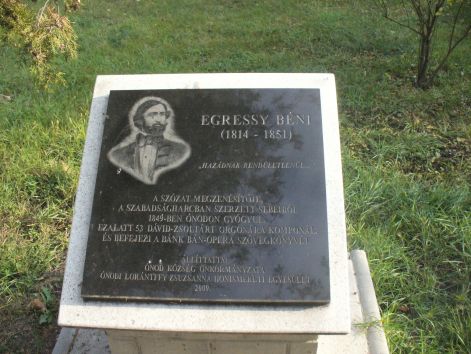 EGRESSY BÉNI
(1814 - 1851)
„HAZÁDNAK RENDÜLETLENÜL..."
A SZÓZAT MEGZENÉSÍTŐJE,
A SZABADSÁGHARCBAN SZERZETT SEBEIBŐL
1849-BEN ÓNODON GYÓGYUL.
EZALATT 53 DÁVID-ZSOLTÁRT ORGONÁRA KOMPONÁL,
ÉS BEFEJEZI A BÁNK BÁN-OPERA SZÖVEGKÖNYVÉT.
ÁLLÍTTATTA:
ÓNOD KÖZSÉG ÖNKORMÁNYZATA
ÓNODI LORÁNTFFY ZSUZSANNA HONISMERETI EGYESÜLET
2009.